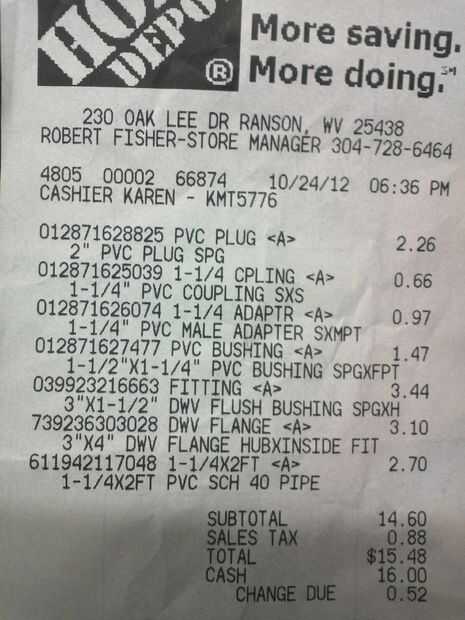 HO
DEPO
® More saving.
More doing.℠
230 OAK LEE DR RANSON, WV 25438
ROBERT FISHER-STORE MANAGER 304-728-6464
4805 00002 66874 10/24/12 06:36 PM
CASHIER KAREN - KMT5776
012871628825 PVC PLUG <A> 2.26
2" PVC PLUG SPG
012871625039 1-1/4 CPLING <A> 0.66
1-1/4" PVC COUPLING SXS
012871626074 1-1/4 ADAPTR <A> 0.97
1-1/4" PVC MALE ADAPTER SXMPT
012871627477 PVC BUSHING <A> 1.47
1-1/2"X1-1/4" PVC BUSHING SPGXFPT
039923216663 FITTING <A> 3.44
3"X1-1/2" DWV FLUSH BUSHING SPGXH
739236303028 DWV FLANGE <A> 3.10
3"X4" DWV FLANGE HUBXINSIDE FIT
611942117048 1-1/4X2FT <A> 2.70
1-1/4X2FT PVC SCH 40 PIPE
SUBTOTAL 14.60
SALES TAX 0.88
TOTAL $15.48
CASH 16.00
CHANGE DUE 0.52